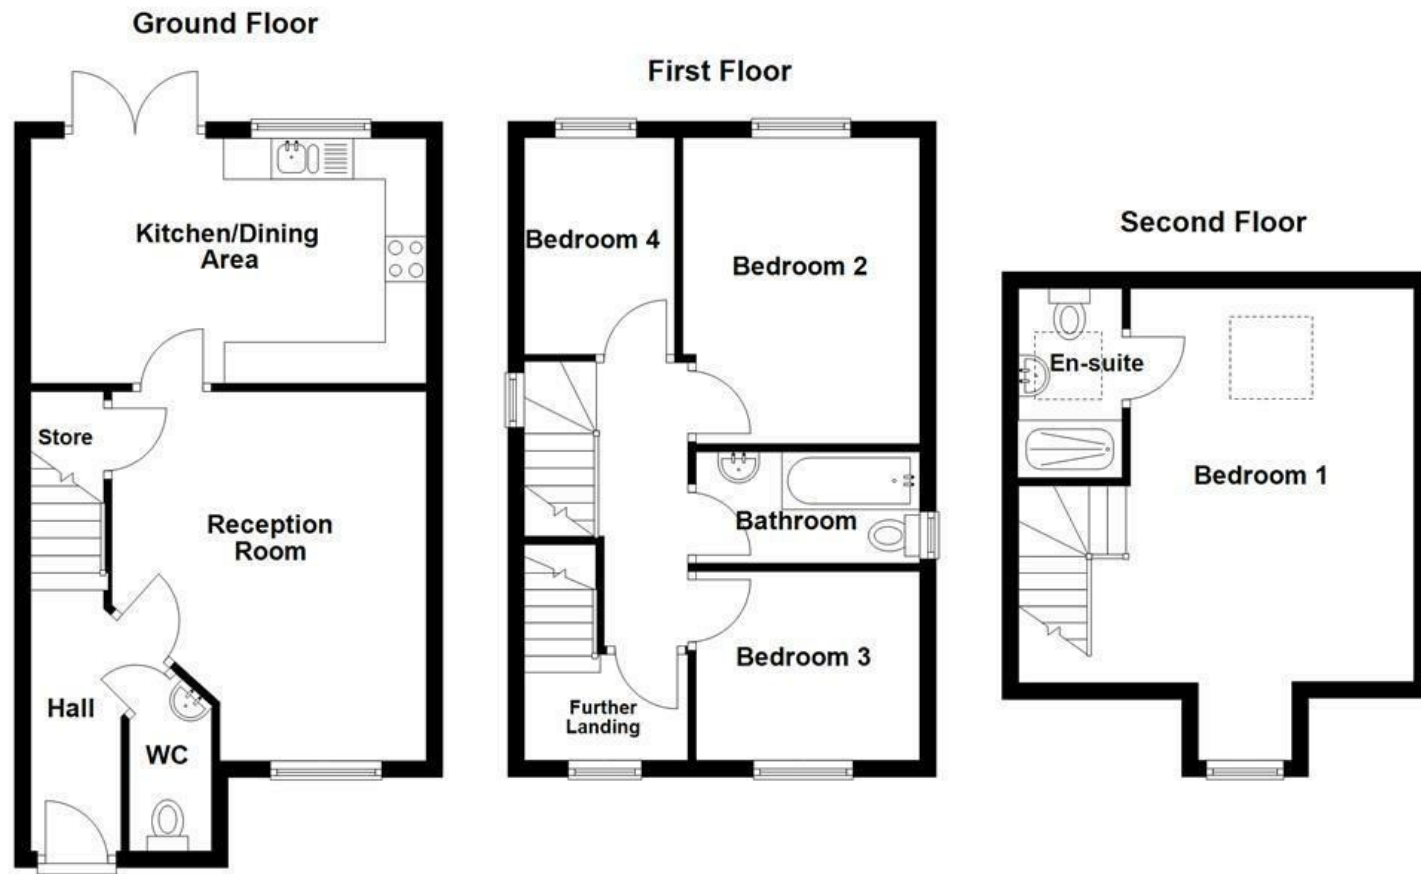 Ground Floor
Kitchen/Dining
Area
Store
Reception
Room
Hall
WC
First Floor
Bedroom 4
Bedroom 2
Bathroom
Bedroom 3
Further
Landing
Second Floor
En-suite
Bedroom 1